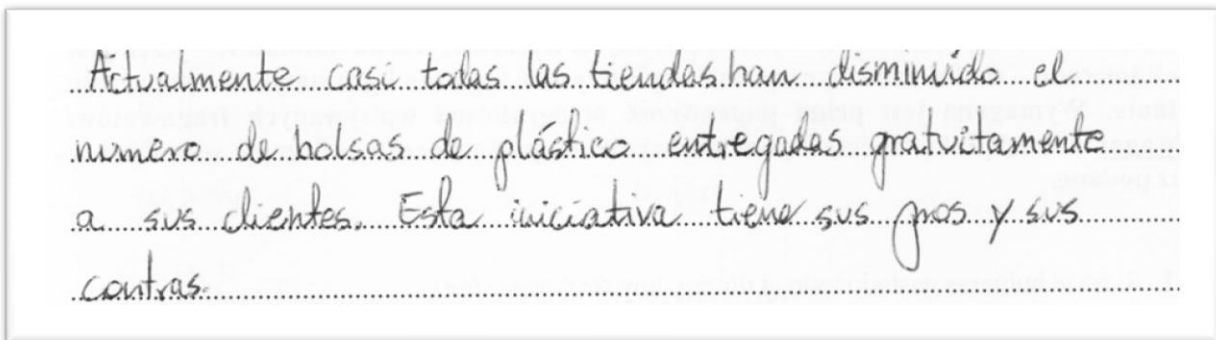 Actualmente casi todas las tiendas han disminuido el
numero de bolsas de plástico entregadas gratuitamente
a sus clientes. Esta iniciativa tiene sus pros y sus
contras.